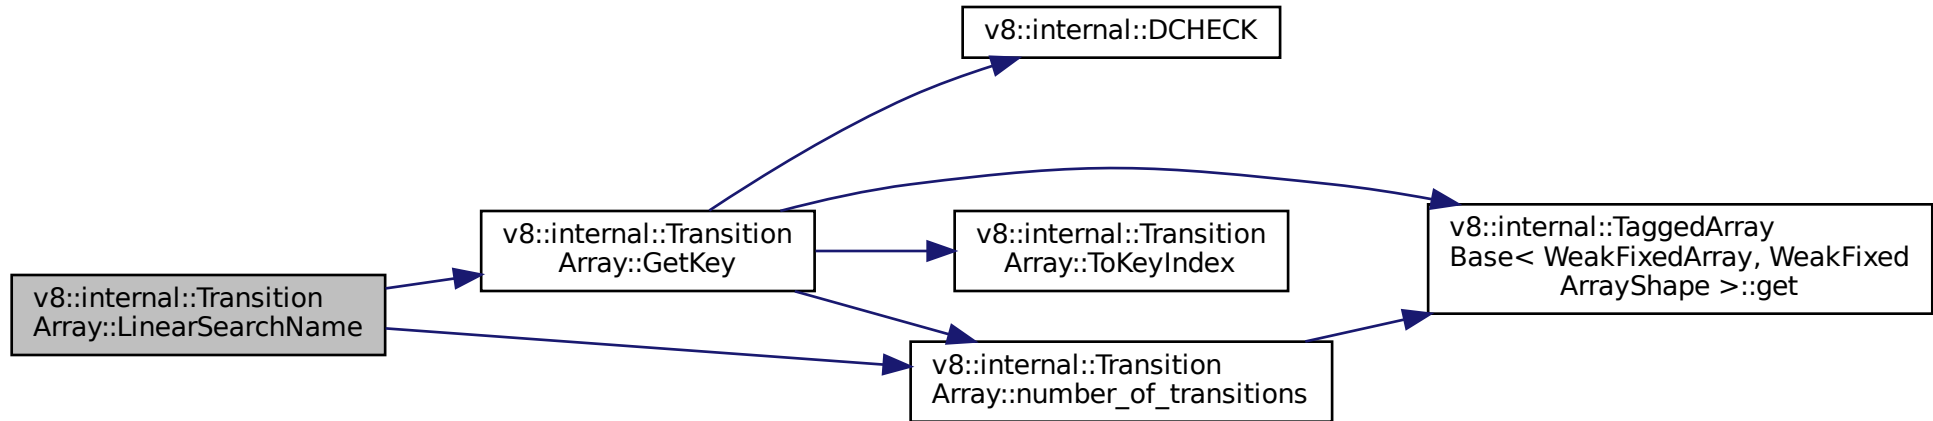 v8::internal::DCHECK
v8::internal::Transition
Array::GetKey
v8::internal::Transition
Array::ToKeyIndex
v8::internal::TaggedArray
Base< WeakFixedArray, WeakFixed
ArrayShape >::get
v8::internal::Transition
Array::LinearSearchName
v8::internal::Transition
Array::number_of_transitions